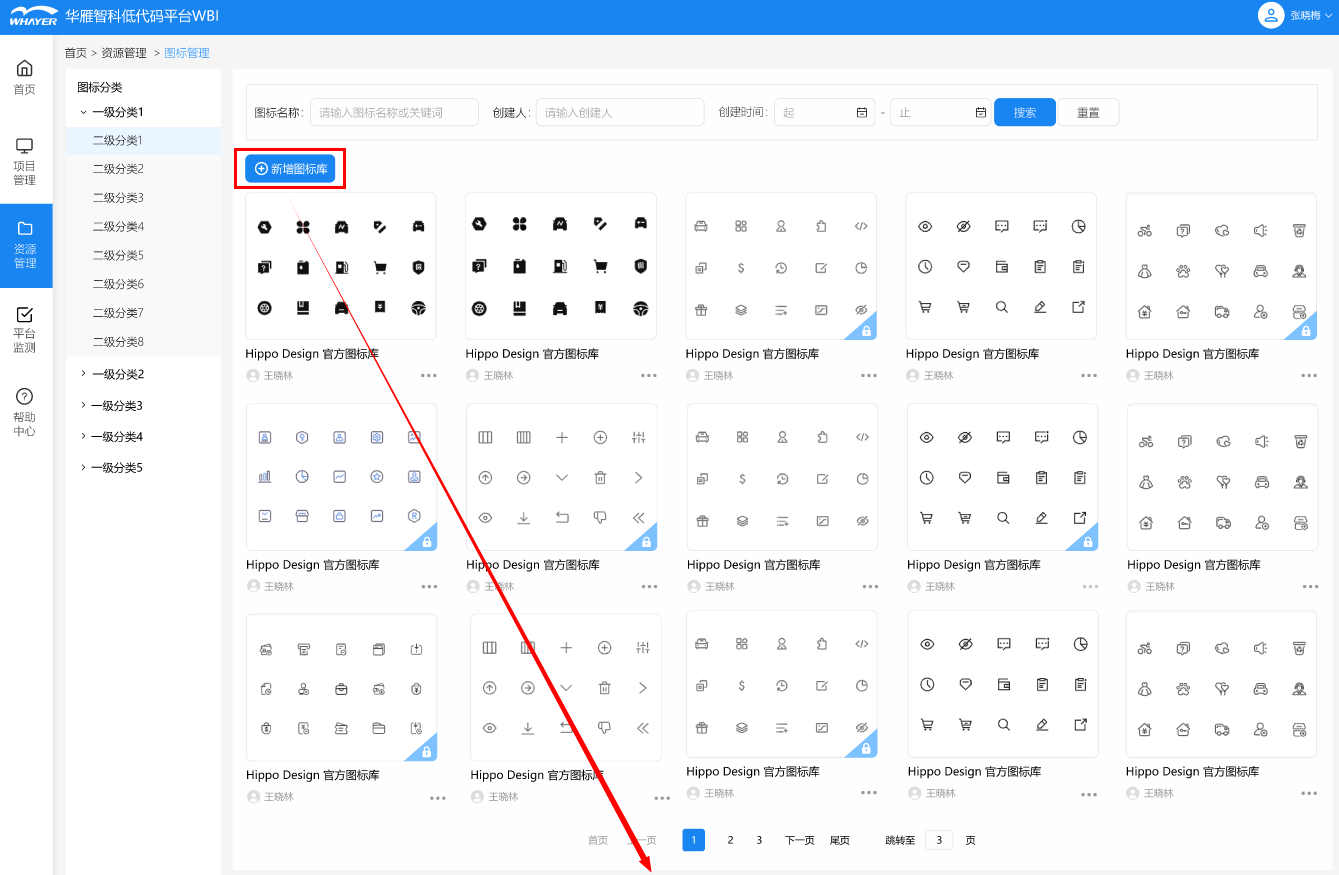 WHAYER 华雁智科低代码平台WBI
张晓梅
首页 > 资源管理 > 图标管理
首页
项目
管理
资源
管理
平台
监测
帮助
中心
图标分类
一级分类1
二级分类1
二级分类2
二级分类3
二级分类4
二级分类5
二级分类6
二级分类7
二级分类8
一级分类2
一级分类3
一级分类4
一级分类5
图标名称: 请输入图标名称或关键词 创建人: 请输入创建人 创建时间: 起 - 止 搜索 重置
新增图标库
Hippo Design 官方图标库 Hippo Design 官方图标库 Hippo Design 官方图标库 Hippo Design 官方图标库 Hippo Design 官方图标库
王晓林 王晓林 王晓林 王晓林 王晓林
Hippo Design 官方图标库 Hippo Design 官方图标库 Hippo Design 官方图标库 Hippo Design 官方图标库 Hippo Design 官方图标库
王晓林 王晓林 王晓林 王晓林 王晓林
Hippo Design 官方图标库 Hippo Design 官方图标库 Hippo Design 官方图标库 Hippo Design 官方图标库 Hippo Design 官方图标库
王晓林 王晓林 王晓林 王晓林 王晓林
首页 上一页 1 2 3 下一页 尾页 跳转至 3 页